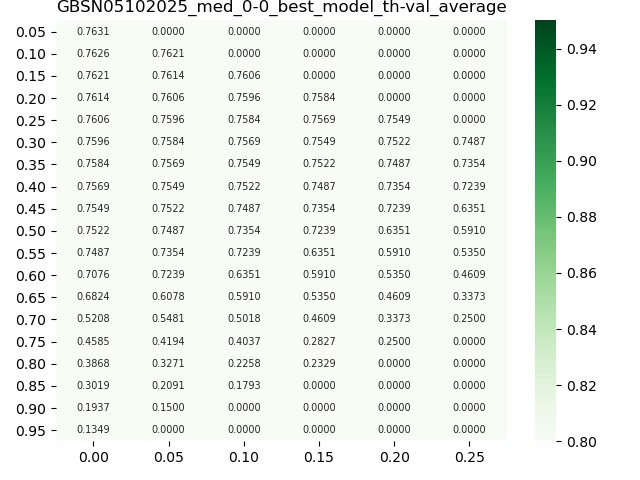 GBSN05102025_med_0-0_best_model_th-val_average
0.05 0.7631 0.0000 0.0000 0.0000 0.0000 0.0000
0.10 0.7626 0.7621 0.0000 0.0000 0.0000 0.0000
0.15 0.7621 0.7614 0.7606 0.0000 0.0000 0.0000
0.20 0.7614 0.7606 0.7596 0.7584 0.0000 0.0000
0.25 0.7606 0.7596 0.7584 0.7569 0.7549 0.0000
0.30 0.7596 0.7584 0.7569 0.7549 0.7522 0.7487
0.35 0.7584 0.7569 0.7549 0.7522 0.7487 0.7354
0.40 0.7569 0.7549 0.7522 0.7487 0.7354 0.7239
0.45 0.7549 0.7522 0.7487 0.7354 0.7239 0.6351
0.50 0.7522 0.7487 0.7354 0.7239 0.6351 0.5910
0.55 0.7487 0.7354 0.7239 0.6351 0.5910 0.5350
0.60 0.7076 0.7239 0.6351 0.5910 0.5350 0.4609
0.65 0.6824 0.6078 0.5910 0.5350 0.4609 0.3373
0.70 0.5208 0.5481 0.5018 0.4609 0.3373 0.2500
0.75 0.4585 0.4194 0.4037 0.2827 0.2500 0.0000
0.80 0.3868 0.3271 0.2258 0.2329 0.0000 0.0000
0.85 0.3019 0.2091 0.1793 0.0000 0.0000 0.0000
0.90 0.1937 0.1500 0.0000 0.0000 0.0000 0.0000
0.95 0.1349 0.0000 0.0000 0.0000 0.0000 0.0000
0.00 0.05 0.10 0.15 0.20 0.25
0.94
0.92
0.90
0.88
0.86
0.84
0.82
0.80